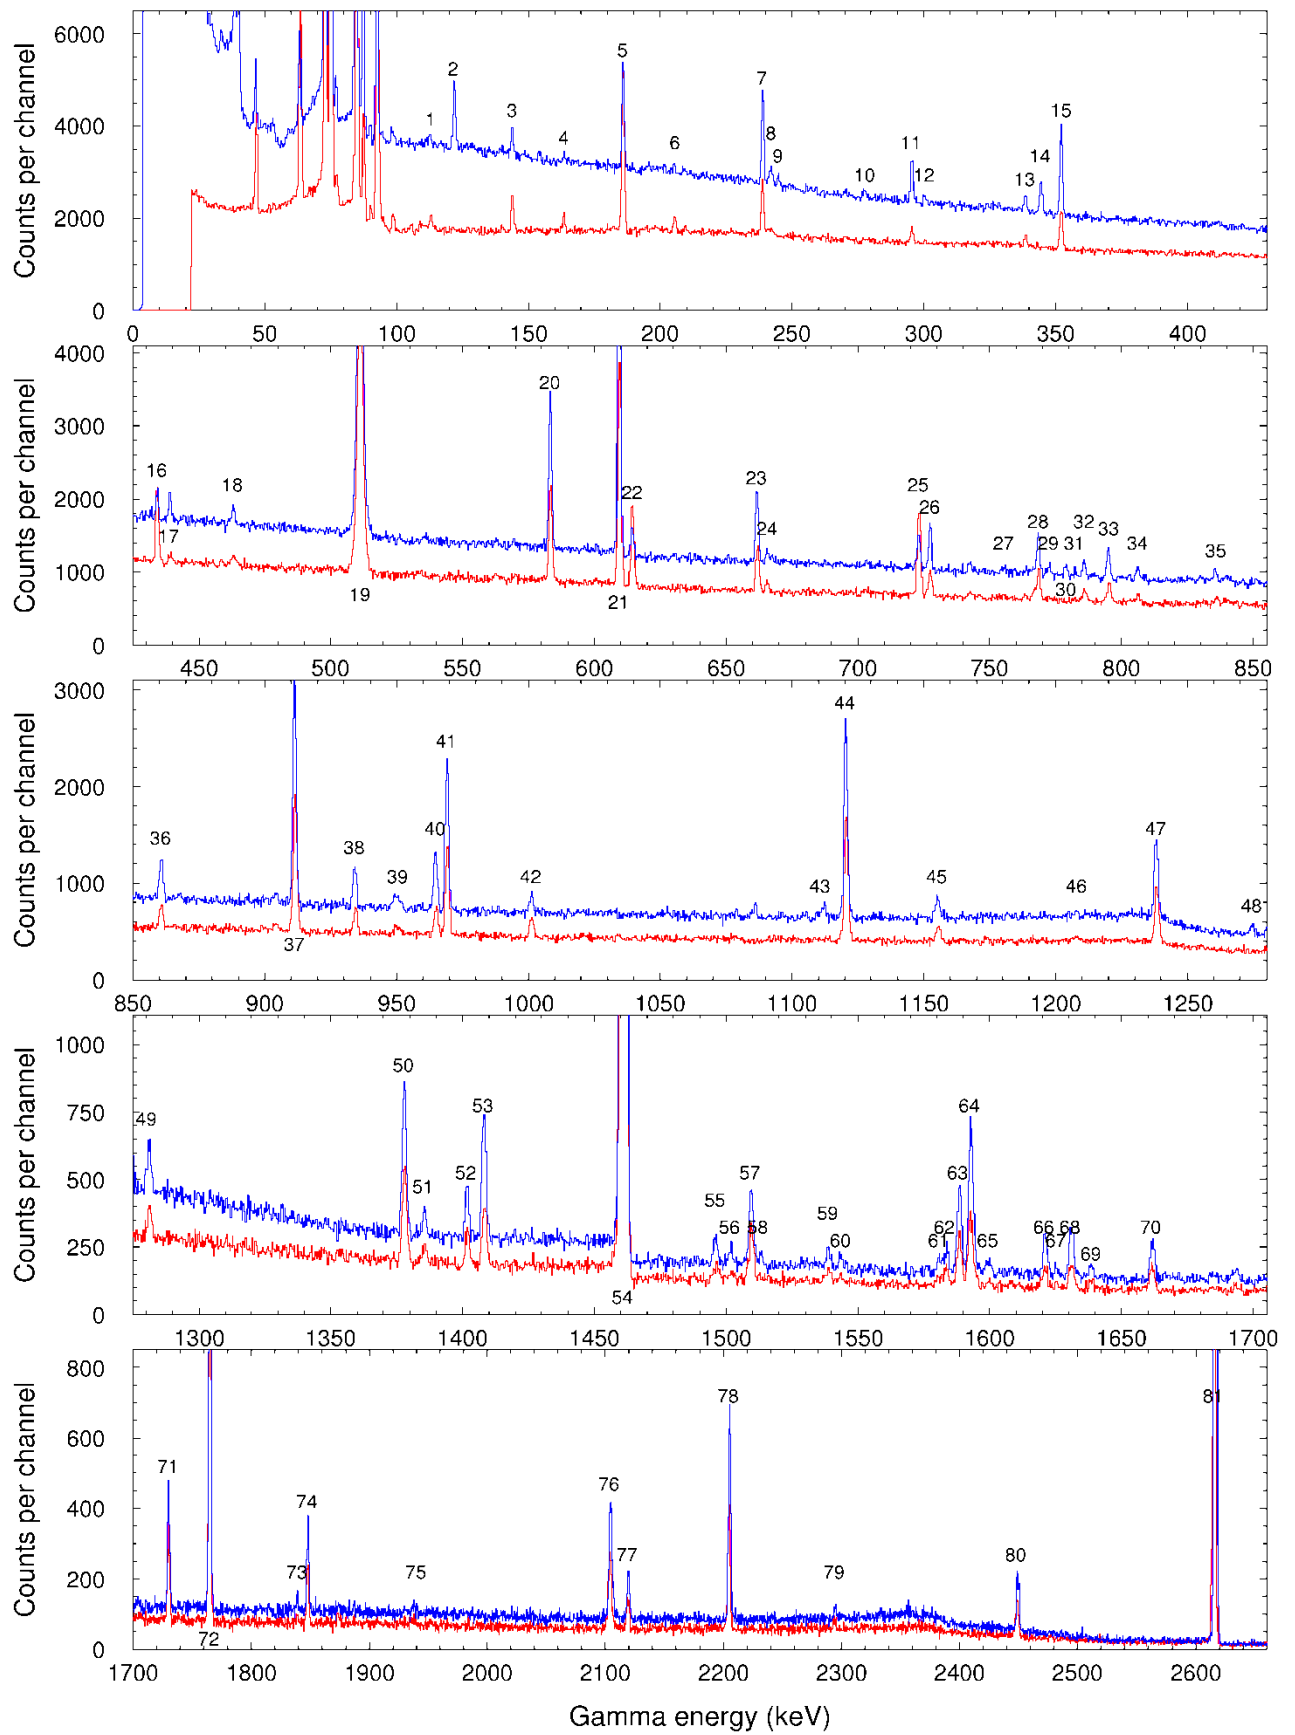 Counts per channel
6000
4000
2000
0
1 2 3 4 5 6 7 8 9 10 11 12 13 14 15
0 50 100 150 200 250 300 350 400
Counts per channel
4000
3000
2000
1000
0
16 17 18 19 20 21 22 23 24 25 26 27 28 29 30 31 32 33 34 35
450 500 550 600 650 700 750 800 850
Counts per channel
3000
2000
1000
0
36 37 38 39 40 41 42 43 44 45 46 47 48
850 900 950 1000 1050 1100 1150 1200 1250
Counts per channel
1000
750
500
250
0
49 50 51 52 53 54 55 56 57 58 59 60 61 62 63 64 65 66 67 68 69 70
1300 1350 1400 1450 1500 1550 1600 1650 1700
Counts per channel
800
600
400
200
0
71 72 73 74 75 76 77 78 79 80 81
1700 1800 1900 2000 2100 2200 2300 2400 2500 2600
Gamma energy (keV)